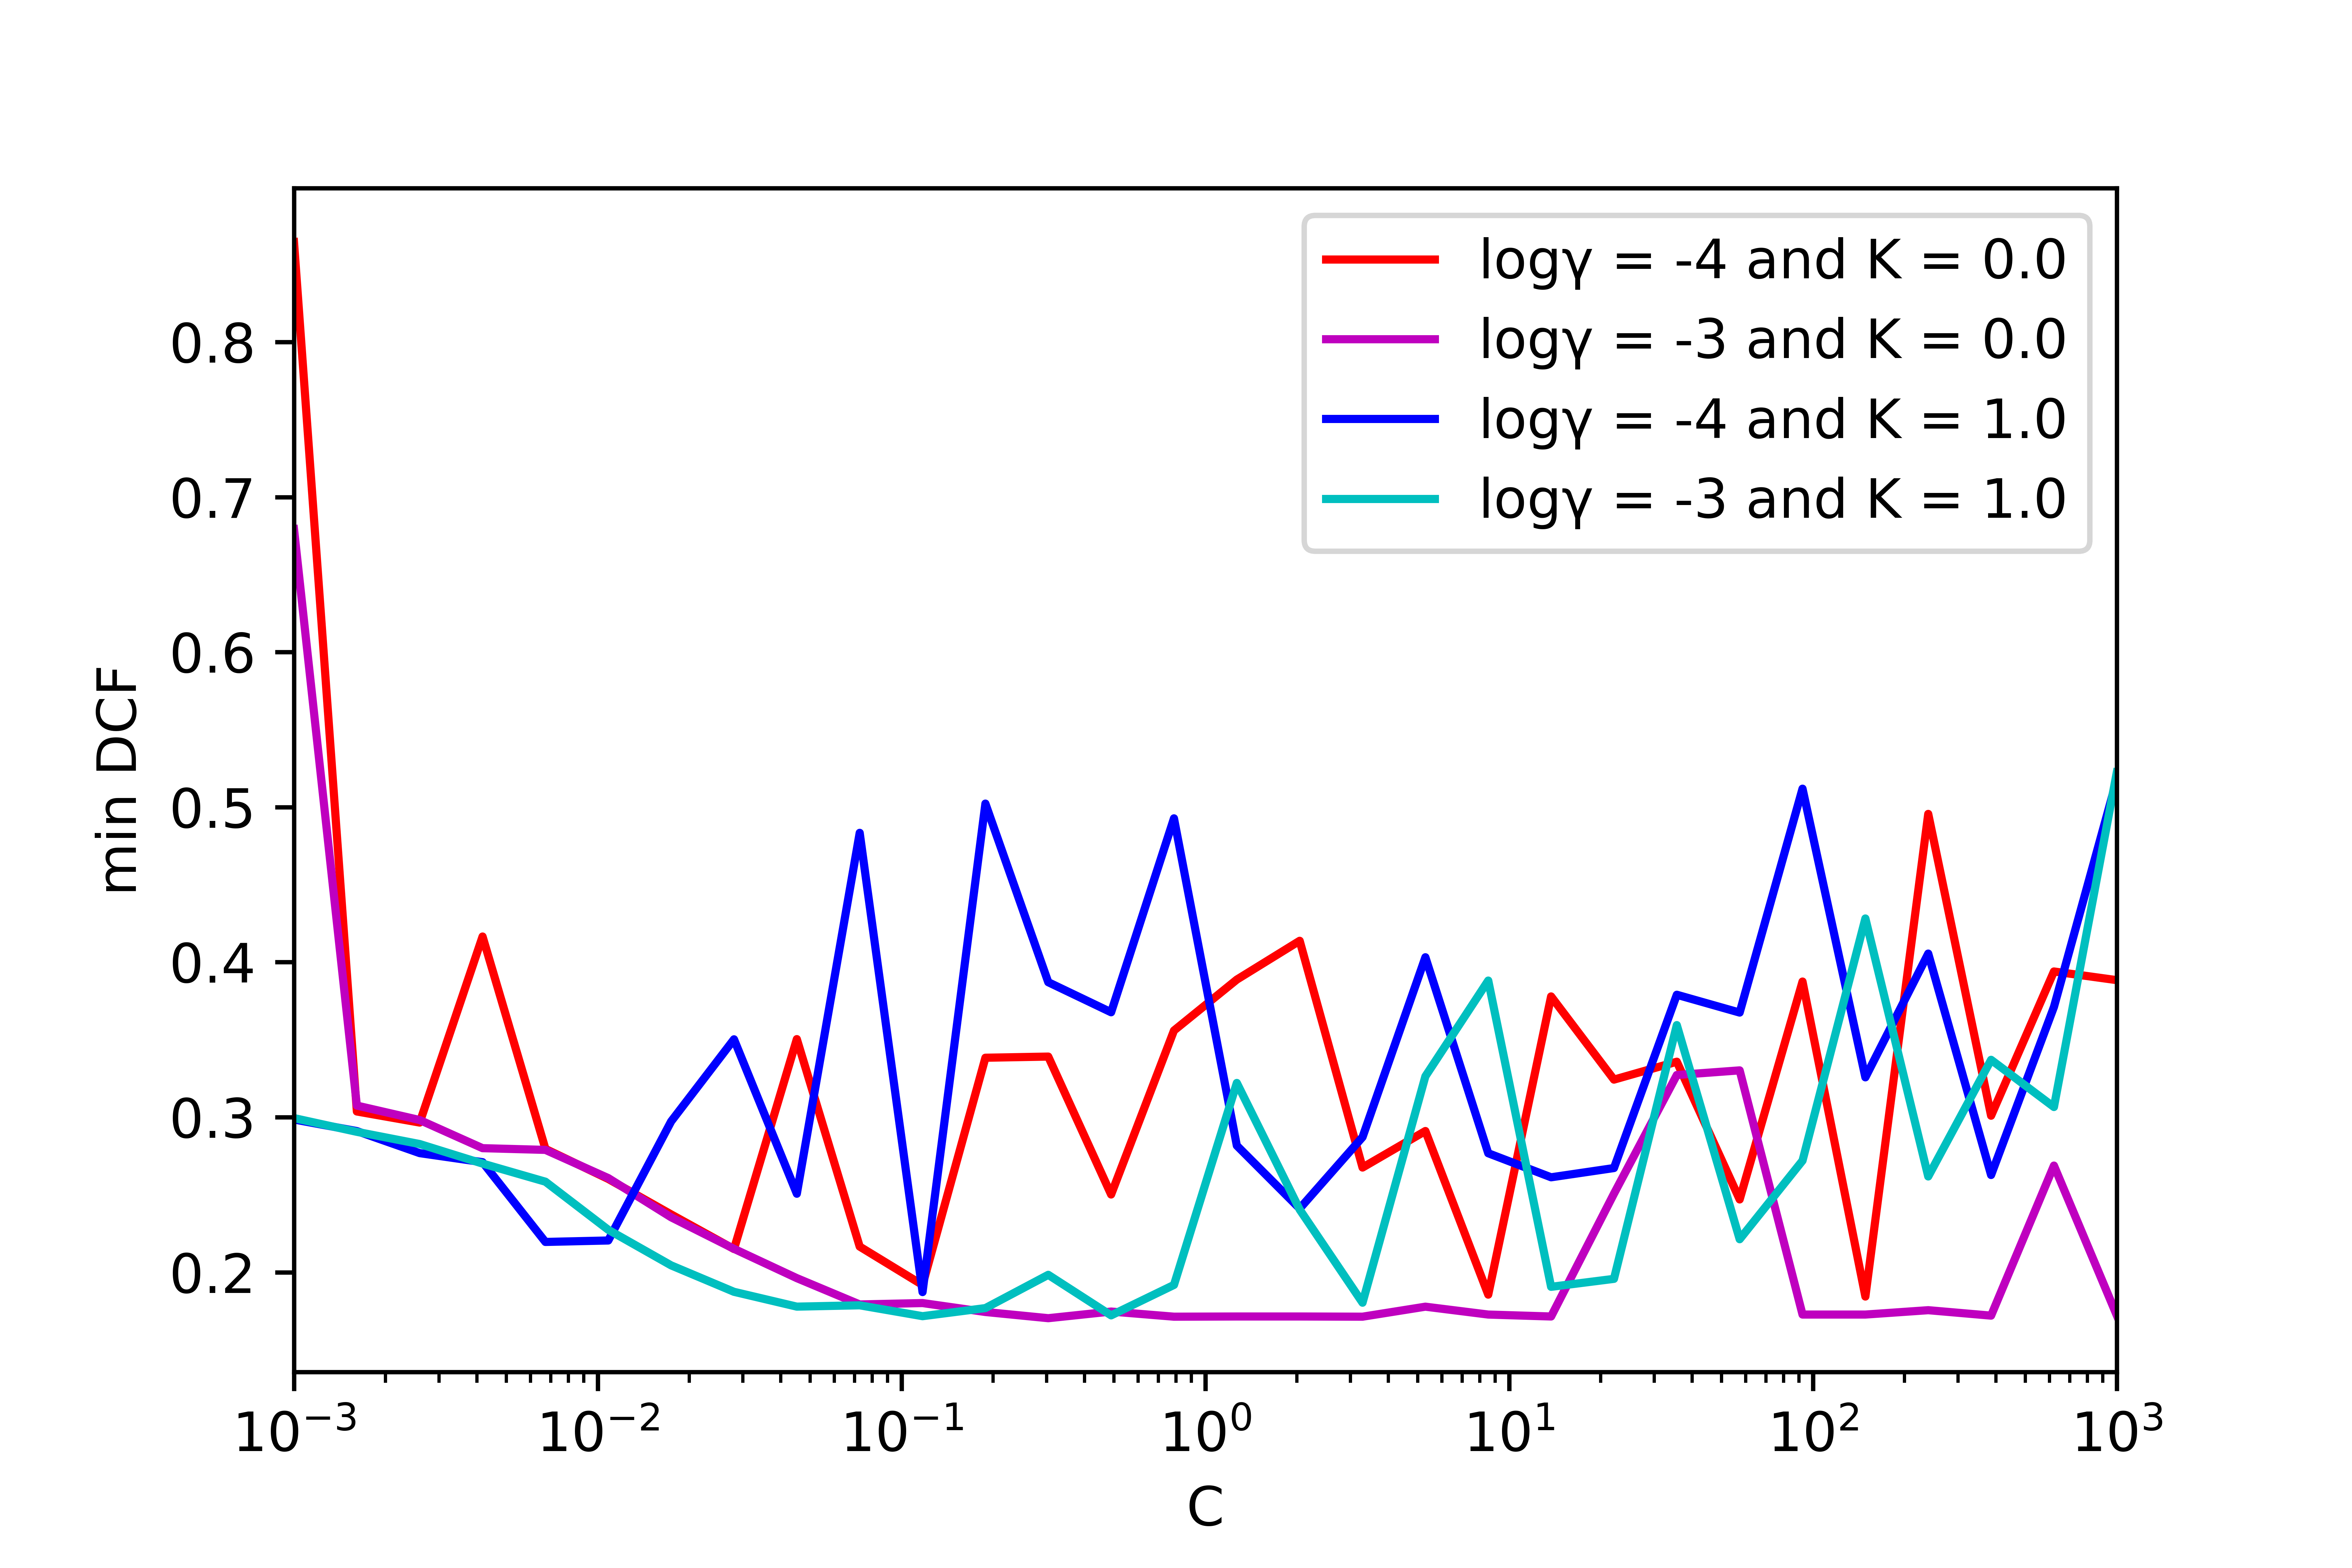 logγ = -4 and K = 0.0
logγ = -3 and K = 0.0
logγ = -4 and K = 1.0
logγ = -3 and K = 1.0
0.8
0.7
0.6
0.5
0.4
0.3
0.2
min DCF
10⁻³ 10⁻² 10⁻¹ 10⁰ 10¹ 10² 10³
C